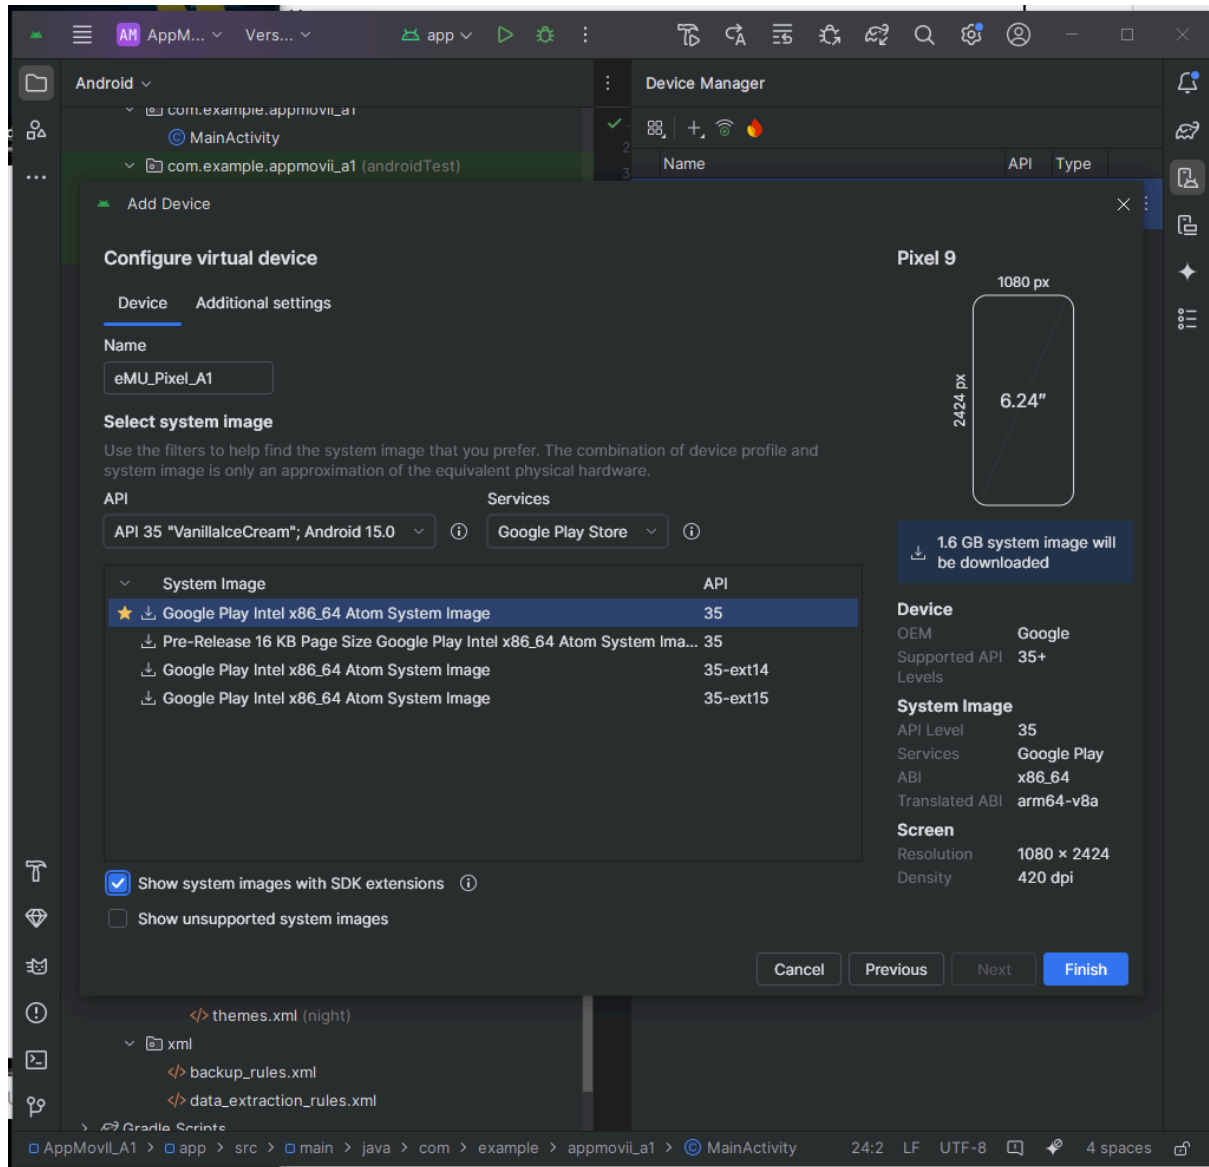 AM AppM... Vers... app
Android
Device Manager
com.example.appmovii_a1
MainActivity
com.example.appmovii_a1 (androidTest)
2
3
Name API Type
Add Device
Configure virtual device
Device Additional settings
Name
eMU_Pixel_A1
Select system image
Use the filters to help find the system image that you prefer. The combination of device profile and
system image is only an approximation of the equivalent physical hardware.
API Services
API 35 "VanillaIceCream"; Android 15.0 Google Play Store
System Image API
Google Play Intel x86_64 Atom System Image 35
Pre-Release 16 KB Page Size Google Play Intel x86_64 Atom System Ima... 35
Google Play Intel x86_64 Atom System Image 35-ext14
Google Play Intel x86_64 Atom System Image 35-ext15
Show system images with SDK extensions
Show unsupported system images
Pixel 9
1080 px
2424 px
6.24″
1.6 GB system image will
be downloaded
Device
OEM Google
Supported API 35+
Levels
System Image
API Level 35
Services Google Play
ABI x86_64
Translated ABI arm64-v8a
Screen
Resolution 1080 × 2424
Density 420 dpi
Cancel Previous Next Finish
</> themes.xml (night)
xml
</> backup_rules.xml
</> data_extraction_rules.xml
Gradle Scripts
AppMovII_A1 > app > src > main > java > com > example > appmovii_a1 > MainActivity 24:2 LF UTF-8 4 spaces